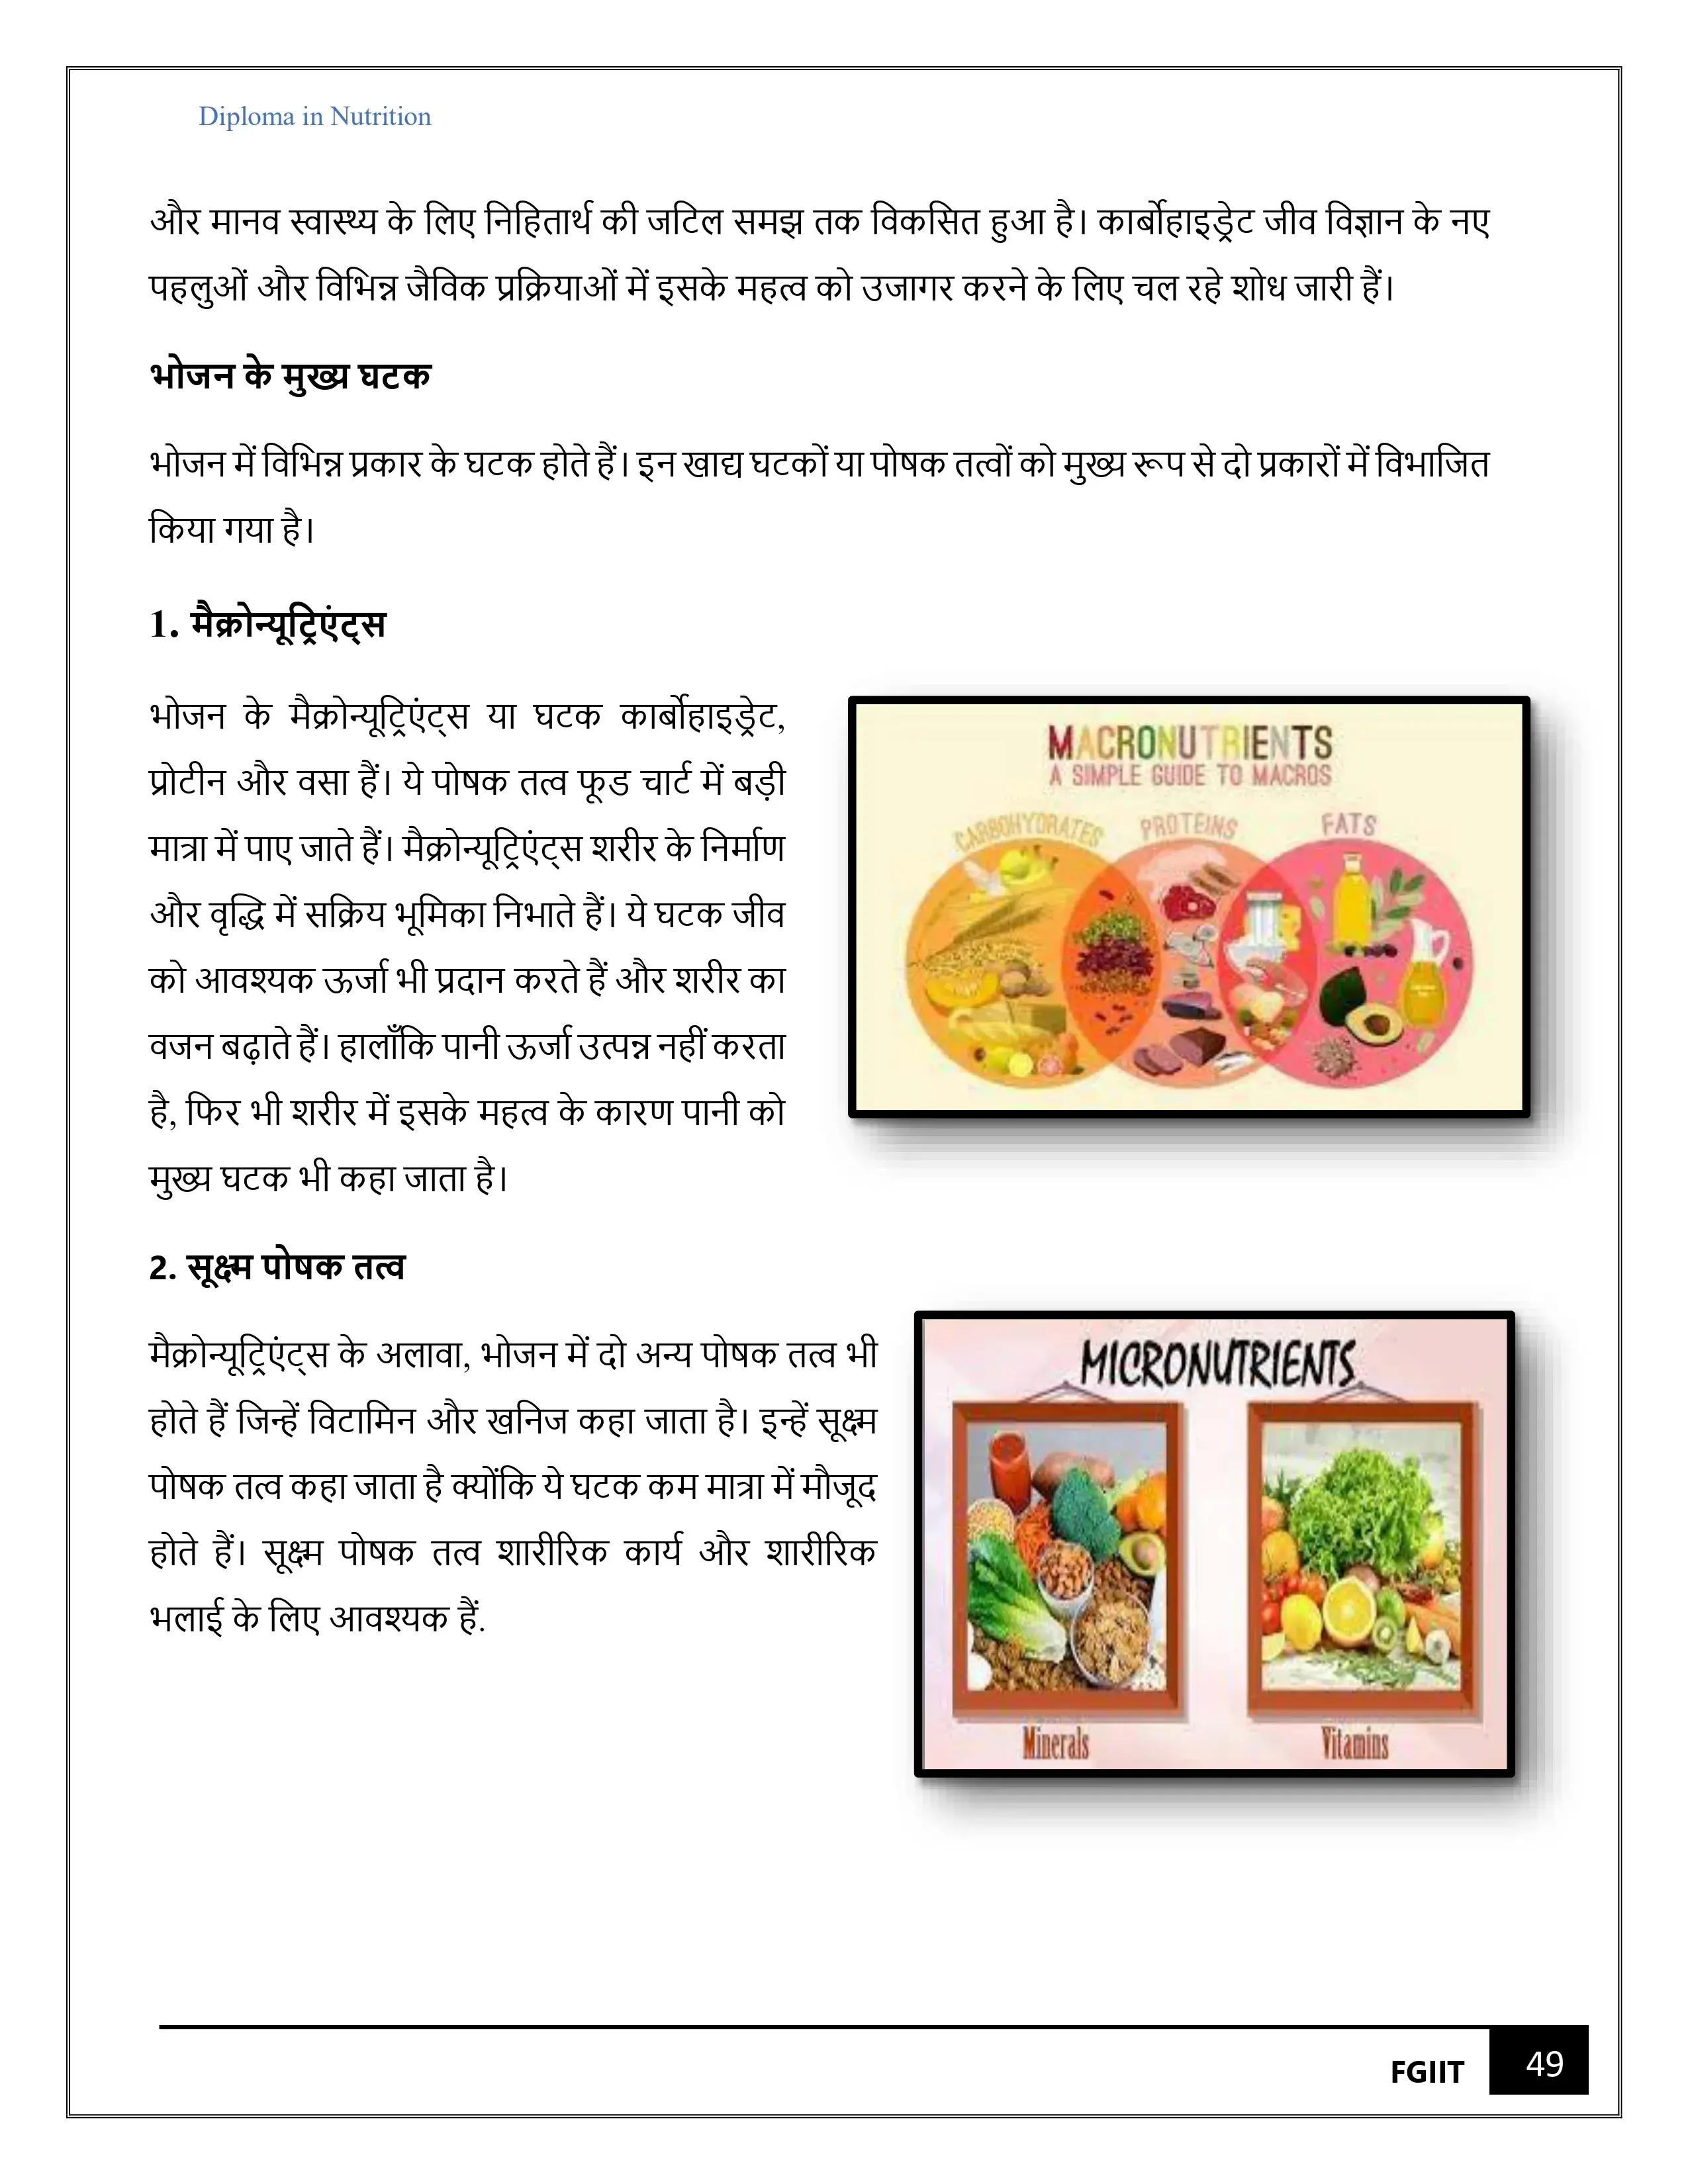 Diploma in Nutrition
और मानव स्वास्थ्य के लिए निहितार्थ की जटिल समझ तक विकसित हुआ है। कार्बोहाइड्रेट जीव विज्ञान के नए
पहलुओं और विभिन्न जैविक प्रक्रियाओं में इसके महत्व को उजागर करने के लिए चल रहे शोध जारी हैं।
भोजन के मुख्य घटक
भोजन में विभिन्न प्रकार के घटक होते हैं। इन खाद्य घटकों या पोषक तत्वों को मुख्य रूप से दो प्रकारों में विभाजित
किया गया है।
1. मैक्रोन्यूट्रिएंट्स
भोजन के मैक्रोन्यूट्रिएंट्स या घटक कार्बोहाइड्रेट,
प्रोटीन और वसा हैं। ये पोषक तत्व फूड चार्ट में बड़ी
मात्रा में पाए जाते हैं। मैक्रोन्यूट्रिएंट्स शरीर के निर्माण
और वृद्धि में सक्रिय भूमिका निभाते हैं। ये घटक जीव
को आवश्यक ऊर्जा भी प्रदान करते हैं और शरीर का
वजन बढ़ाते हैं। हालाँकि पानी ऊर्जा उत्पन्न नहीं करता
है, फिर भी शरीर में इसके महत्व के कारण पानी को
मुख्य घटक भी कहा जाता है।
MACRONUTRIENTS
A SIMPLE GUIDE TO MACROS
CARBOHYDRATES PROTEINS FATS
2. सूक्ष्म पोषक तत्व
मैक्रोन्यूट्रिएंट्स के अलावा, भोजन में दो अन्य पोषक तत्व भी
होते हैं जिन्हें विटामिन और खनिज कहा जाता है। इन्हें सूक्ष्म
पोषक तत्व कहा जाता है क्योंकि ये घटक कम मात्रा में मौजूद
होते हैं। सूक्ष्म पोषक तत्व शारीरिक कार्य और शारीरिक
भलाई के लिए आवश्यक हैं.
MICRONUTRIENTS
Minerals Vitamins
FGIIT 49